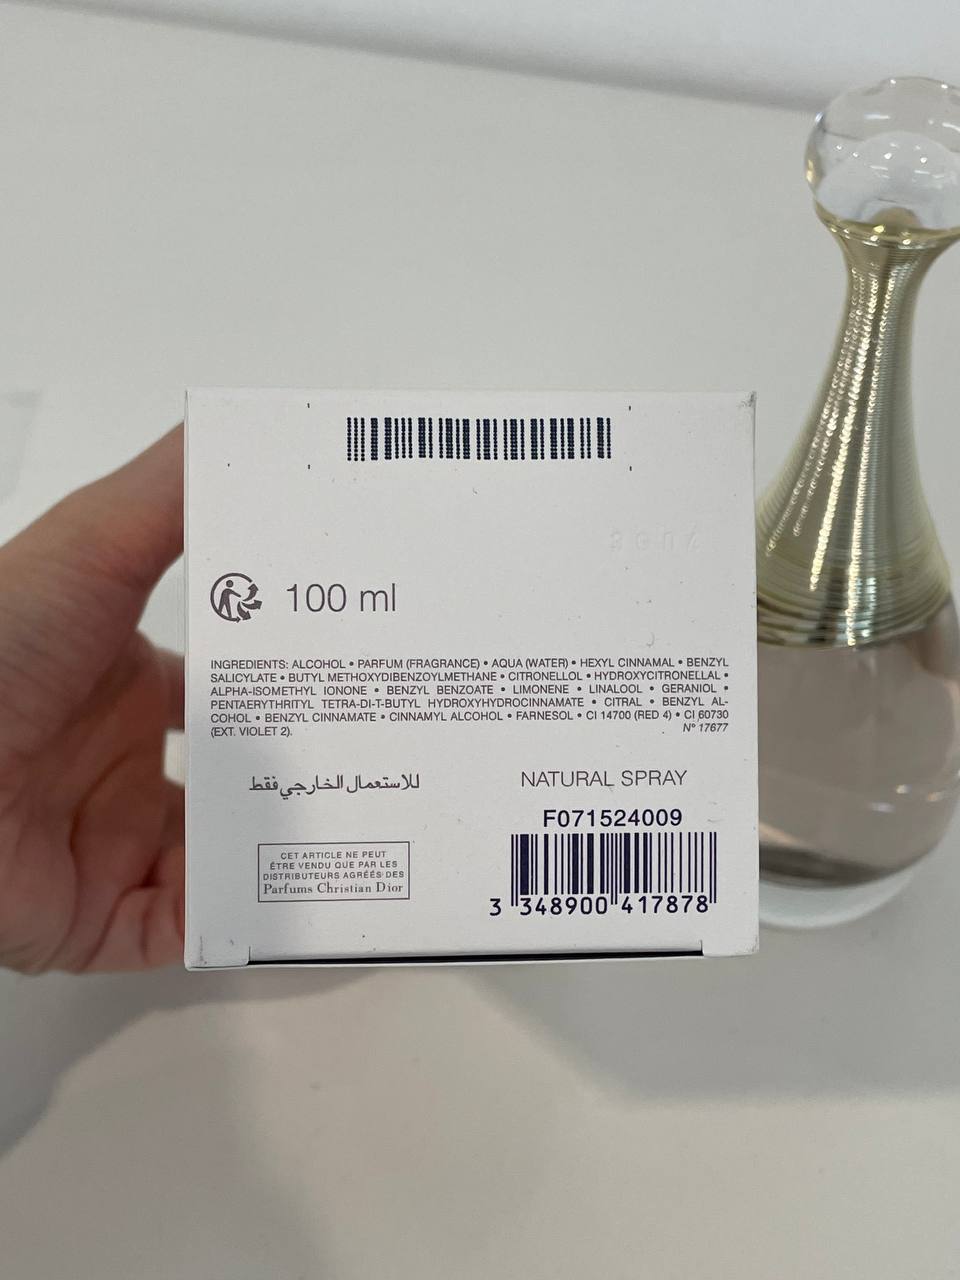 100 ml
INGREDIENTS: ALCOHOL • PARFUM (FRAGRANCE) • AQUA (WATER) • HEXYL CINNAMAL • BENZYL
SALICYLATE • BUTYL METHOXYDIBENZOYLMETHANE • CITRONELLOL • HYDROXYCITRONELLAL •
ALPHA-ISOMETHYL IONONE • BENZYL BENZOATE • LIMONENE • LINALOOL • GERANIOL •
PENTAERYTHRITYL TETRA-DI-T-BUTYL HYDROXYHYDROCINNAMATE • CITRAL • BENZYL AL-
COHOL • BENZYL CINNAMATE • CINNAMYL ALCOHOL • FARNESOL • CI 14700 (RED 4) • CI 60730
(EXT. VIOLET 2).
N° 17677
للاستعمال الخارجي فقط
NATURAL SPRAY
F071524009
CET ARTICLE NE PEUT
ÊTRE VENDU QUE PAR LES
DISTRIBUTEURS AGRÉÉS DES
Parfums Christian Dior
3 348900 417878